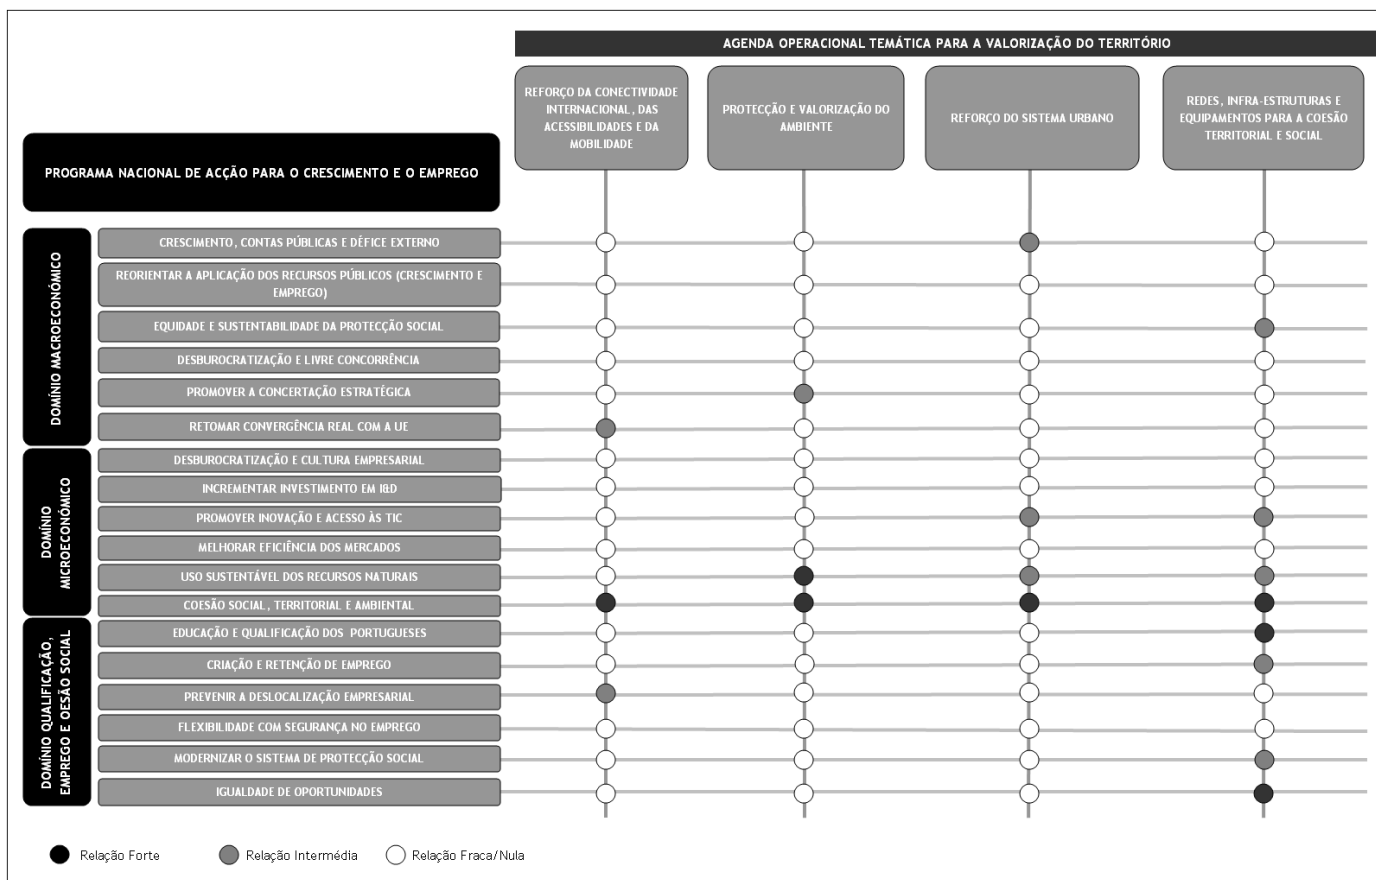 AGENDA OPERACIONAL TEMÁTICA PARA A VALORIZAÇÃO DO TERRITÓRIO
REFORÇO DA CONECTIVIDADE
INTERNACIONAL, DAS
ACESSIBILIDADES E DA
MOBILIDADE
PROTECÇÃO E VALORIZAÇÃO DO
AMBIENTE
REFORÇO DO SISTEMA URBANO
REDES, INFRA-ESTRUTURAS E
EQUIPAMENTOS PARA A COESÃO
TERRITORIAL E SOCIAL
PROGRAMA NACIONAL DE ACÇÃO PARA O CRESCIMENTO E O EMPREGO
DOMÍNIO MACROECONÓMICO
CRESCIMENTO, CONTAS PÚBLICAS E DÉFICE EXTERNO
REORIENTAR A APLICAÇÃO DOS RECURSOS PÚBLICOS (CRESCIMENTO E
EMPREGO)
EQUIDADE E SUSTENTABILIDADE DA PROTECÇÃO SOCIAL
DESBUROCRATIZAÇÃO E LIVRE CONCORRÊNCIA
PROMOVER A CONCERTAÇÃO ESTRATÉGICA
RETOMAR CONVERGÊNCIA REAL COM A UE
DOMÍNIO
MICROECONÓMICO
DESBUROCRATIZAÇÃO E CULTURA EMPRESARIAL
INCREMENTAR INVESTIMENTO EM I&D
PROMOVER INOVAÇÃO E ACESSO ÀS TIC
MELHORAR EFICIÊNCIA DOS MERCADOS
USO SUSTENTÁVEL DOS RECURSOS NATURAIS
COESÃO SOCIAL, TERRITORIAL E AMBIENTAL
DOMÍNIO QUALIFICAÇÃO,
EMPREGO E OESÃO SOCIAL
EDUCAÇÃO E QUALIFICAÇÃO DOS PORTUGUESES
CRIAÇÃO E RETENÇÃO DE EMPREGO
PREVENIR A DESLOCALIZAÇÃO EMPRESARIAL
FLEXIBILIDADE COM SEGURANÇA NO EMPREGO
MODERNIZAR O SISTEMA DE PROTECÇÃO SOCIAL
IGUALDADE DE OPORTUNIDADES
Relação Forte
Relação Intermédia
Relação Fraca/Nula